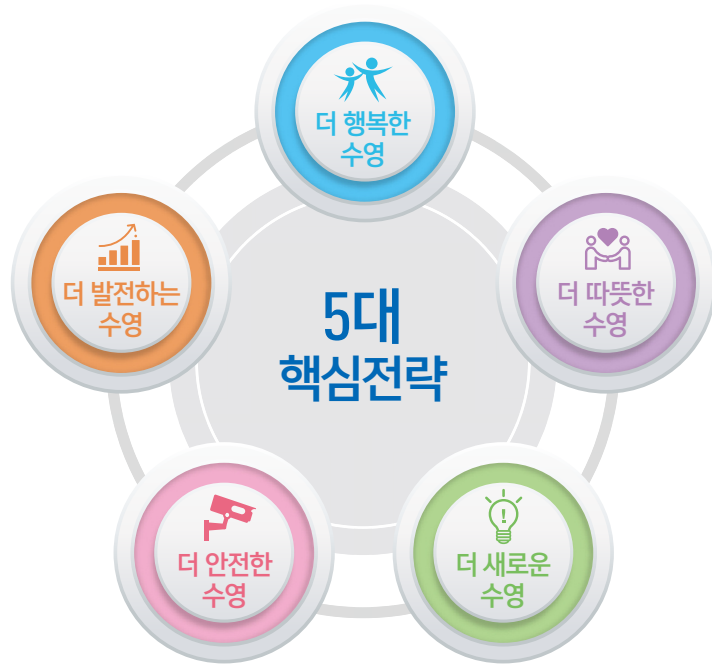 더 행복한
수영
더 발전하는
수영
더 따뜻한
수영
5대
핵심전략
더 안전한
수영
더 새로운
수영